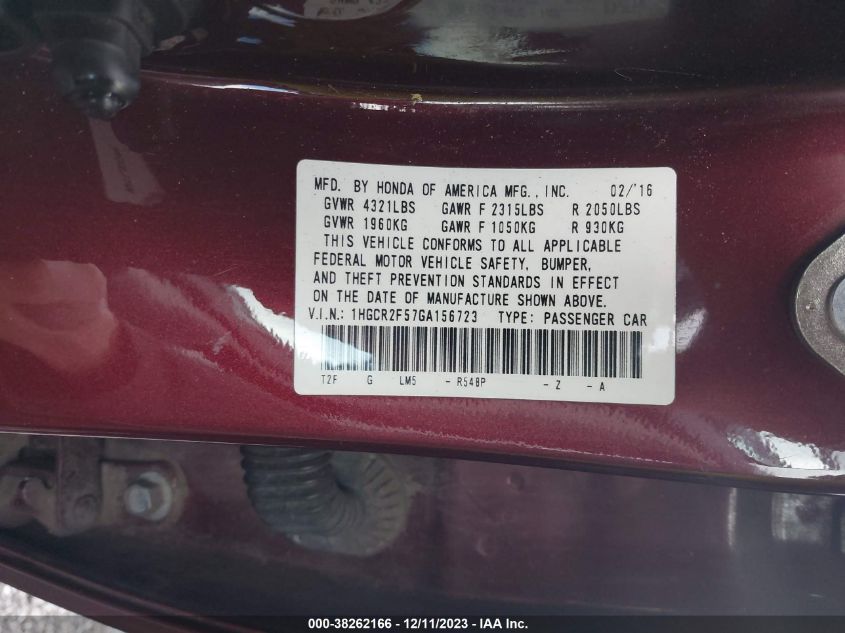 MFD. BY HONDA OF AMERICA MFG., INC. 02/'16
GVWR 4321LBS GAWR F 2315LBS R 2050LBS
GVWR 1960KG GAWR F 1050KG R 930KG
THIS VEHICLE CONFORMS TO ALL APPLICABLE
FEDERAL MOTOR VEHICLE SAFETY, BUMPER,
AND THEFT PREVENTION STANDARDS IN EFFECT
ON THE DATE OF MANUFACTURE SHOWN ABOVE.
V.I.N.: 1HGCR2F57GA156723 TYPE: PASSENGER CAR
T2F G LM5 - R548P - Z - A
000-38262166 - 12/11/2023 - IAA Inc.